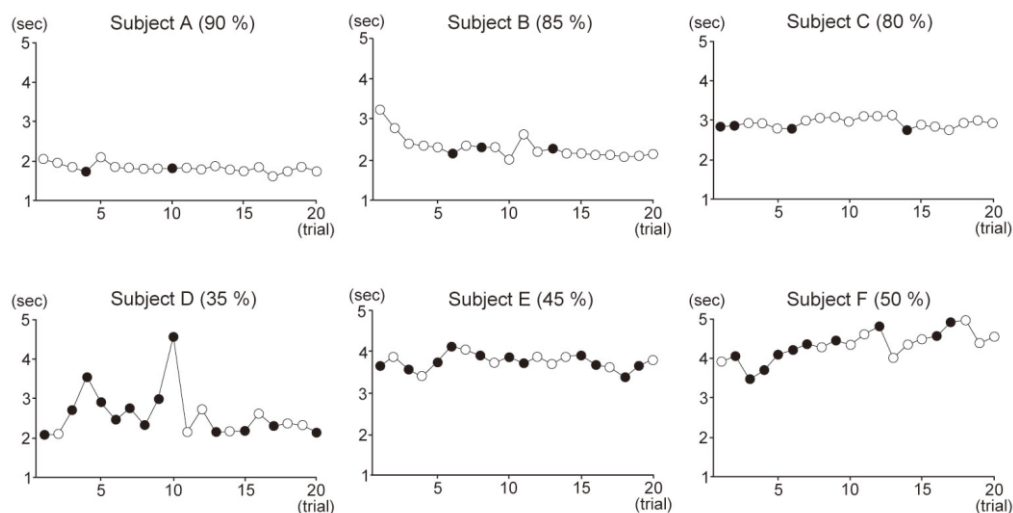 (sec) Subject A (90 %)
5
4
3
2
1
5 10 15 20
(trial)
Subject B (85 %)
5
4
3
2
1
5 10 15 20
(trial)
(sec) Subject C (80 %)
5
4
3
2
1
5 10 15 20
(trial)
(sec) Subject D (35 %)
5
4
3
2
1
5 10 15 20
(trial)
(sec) Subject E (45 %)
5
4
3
2
1
5 10 15 20
(trial)
(sec) Subject F (50 %)
5
4
3
2
1
5 10 15 20
(trial)